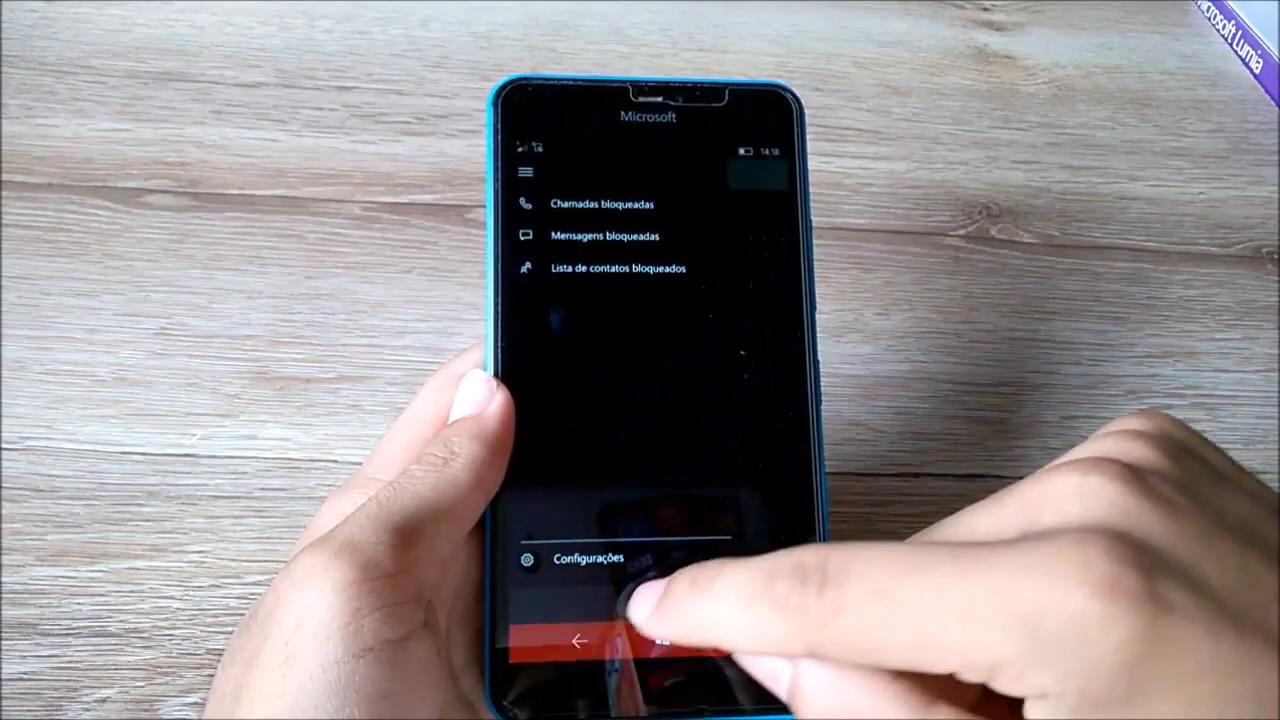 Microsoft Lumia
Microsoft
14:18
Chamadas bloqueadas
Mensagens bloqueadas
Lista de contatos bloqueados
Configurações